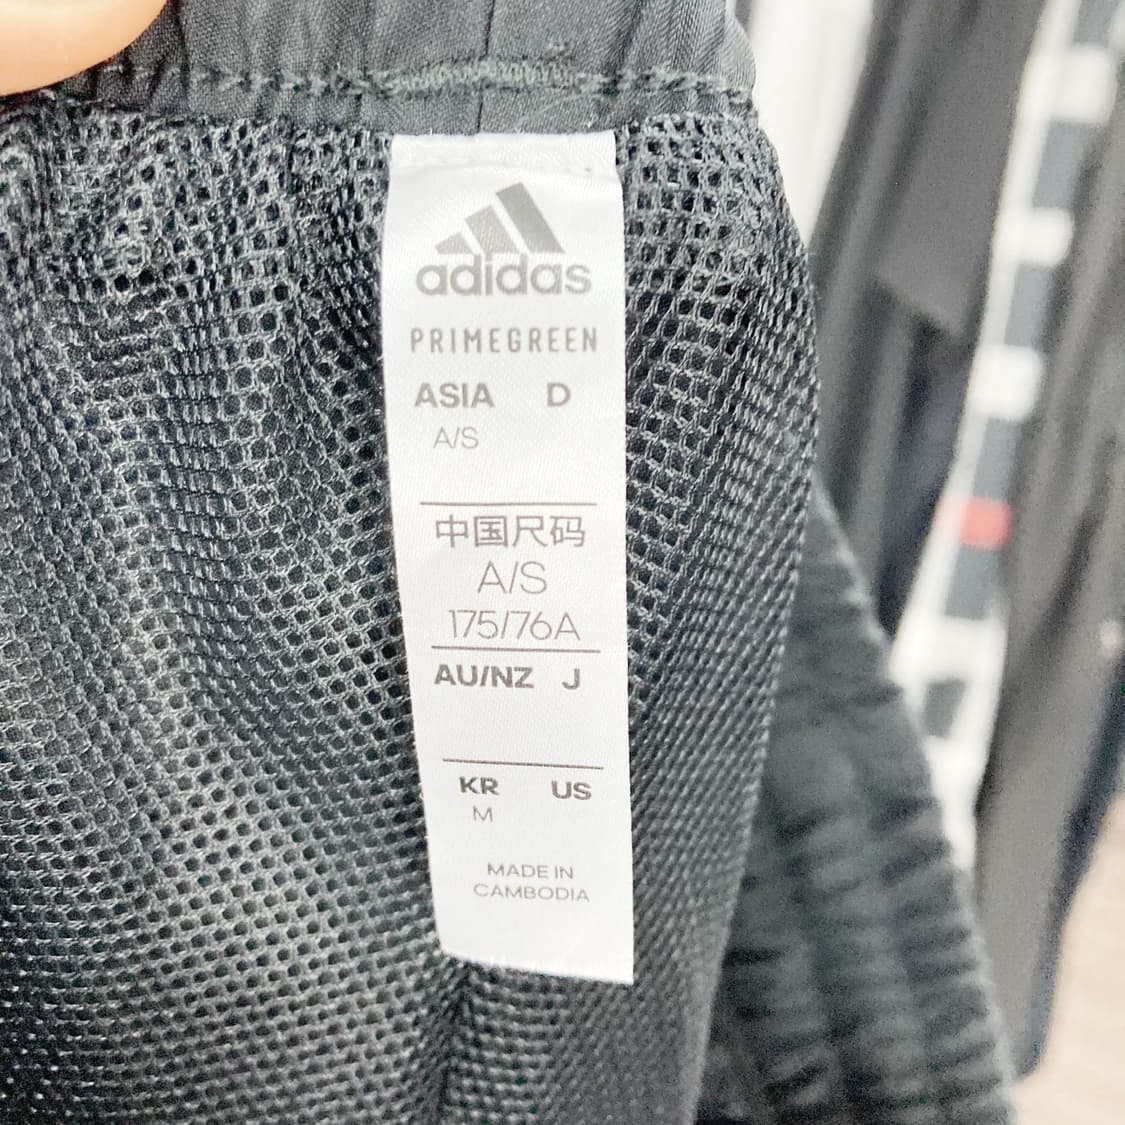 adidas
PRIMEGREEN
ASIA D
A/S
中国尺码
A/S
175/76A
AU/NZ J
KR US
M
MADE IN
CAMBODIA